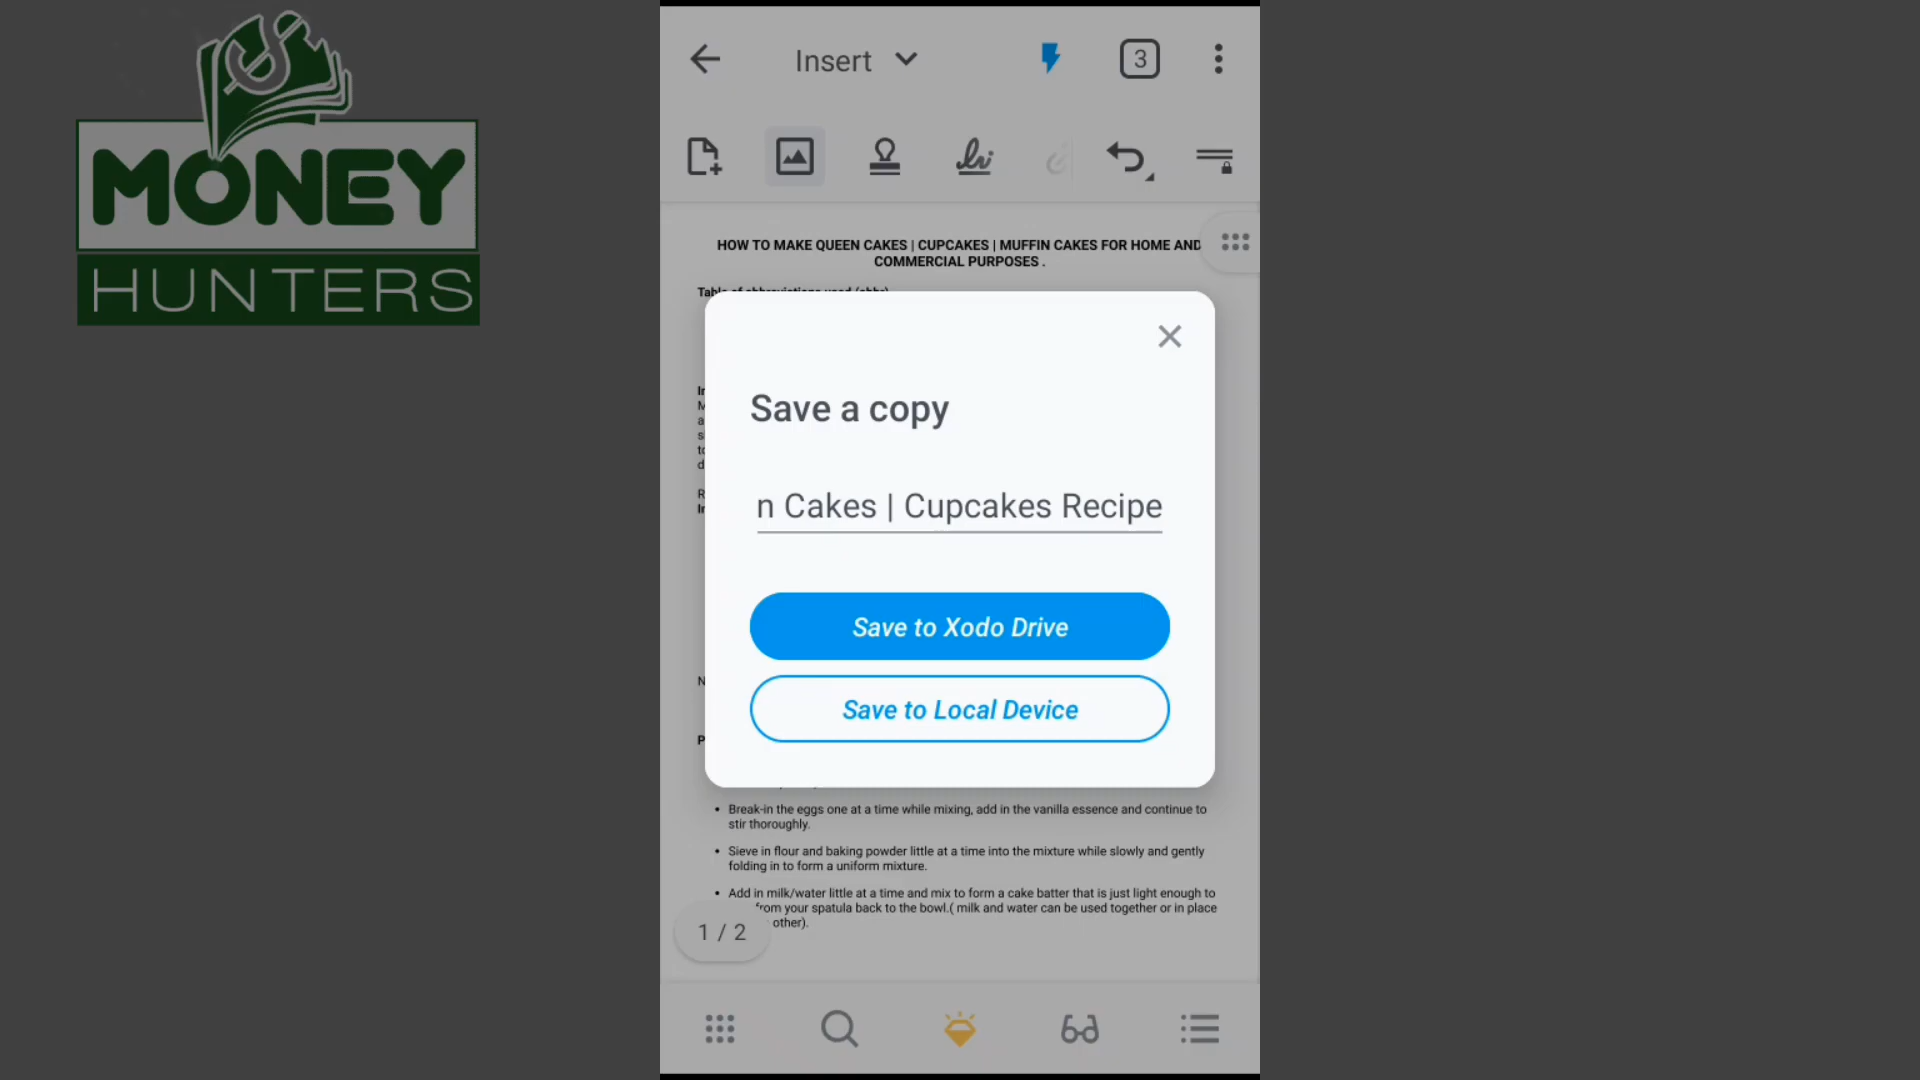 MONEY
HUNTERS
Insert
3
HOW TO MAKE QUEEN CAKES | CUPCAKES | MUFFIN CAKES FOR HOME AND
COMMERCIAL PURPOSES .
Save a copy
n Cakes | Cupcakes Recipe
Save to Xodo Drive
Save to Local Device
• Break-in the eggs one at a time while mixing, add in the vanilla essence and continue to
stir thoroughly.
• Sieve in flour and baking powder little at a time into the mixture while slowly and gently
folding in to form a uniform mixture.
• Add in milk/water little at a time and mix to form a cake batter that is just light enough to
from your spatula back to the bowl.( milk and water can be used together or in place
other).
1 / 2